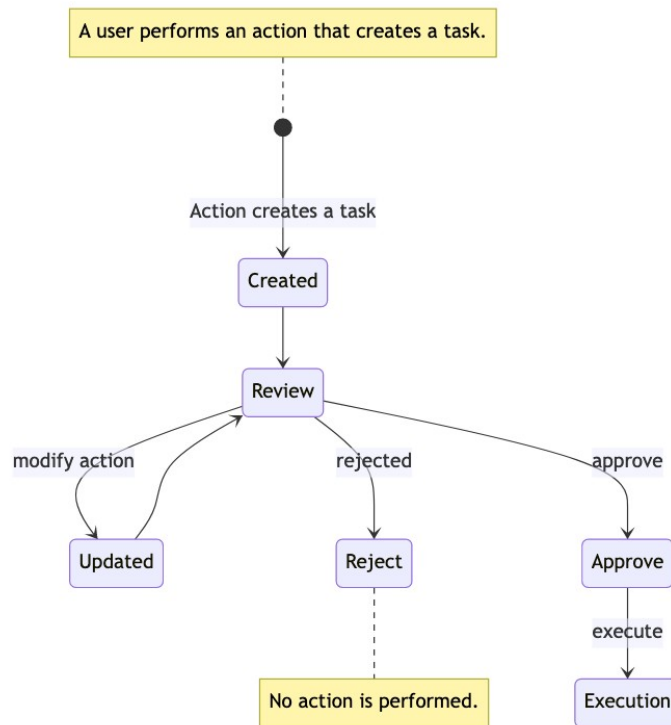 A user performs an action that creates a task.
Action creates a task
Created
Review
modify action
rejected
approve
Updated
Reject
Approve
execute
No action is performed.
Execution